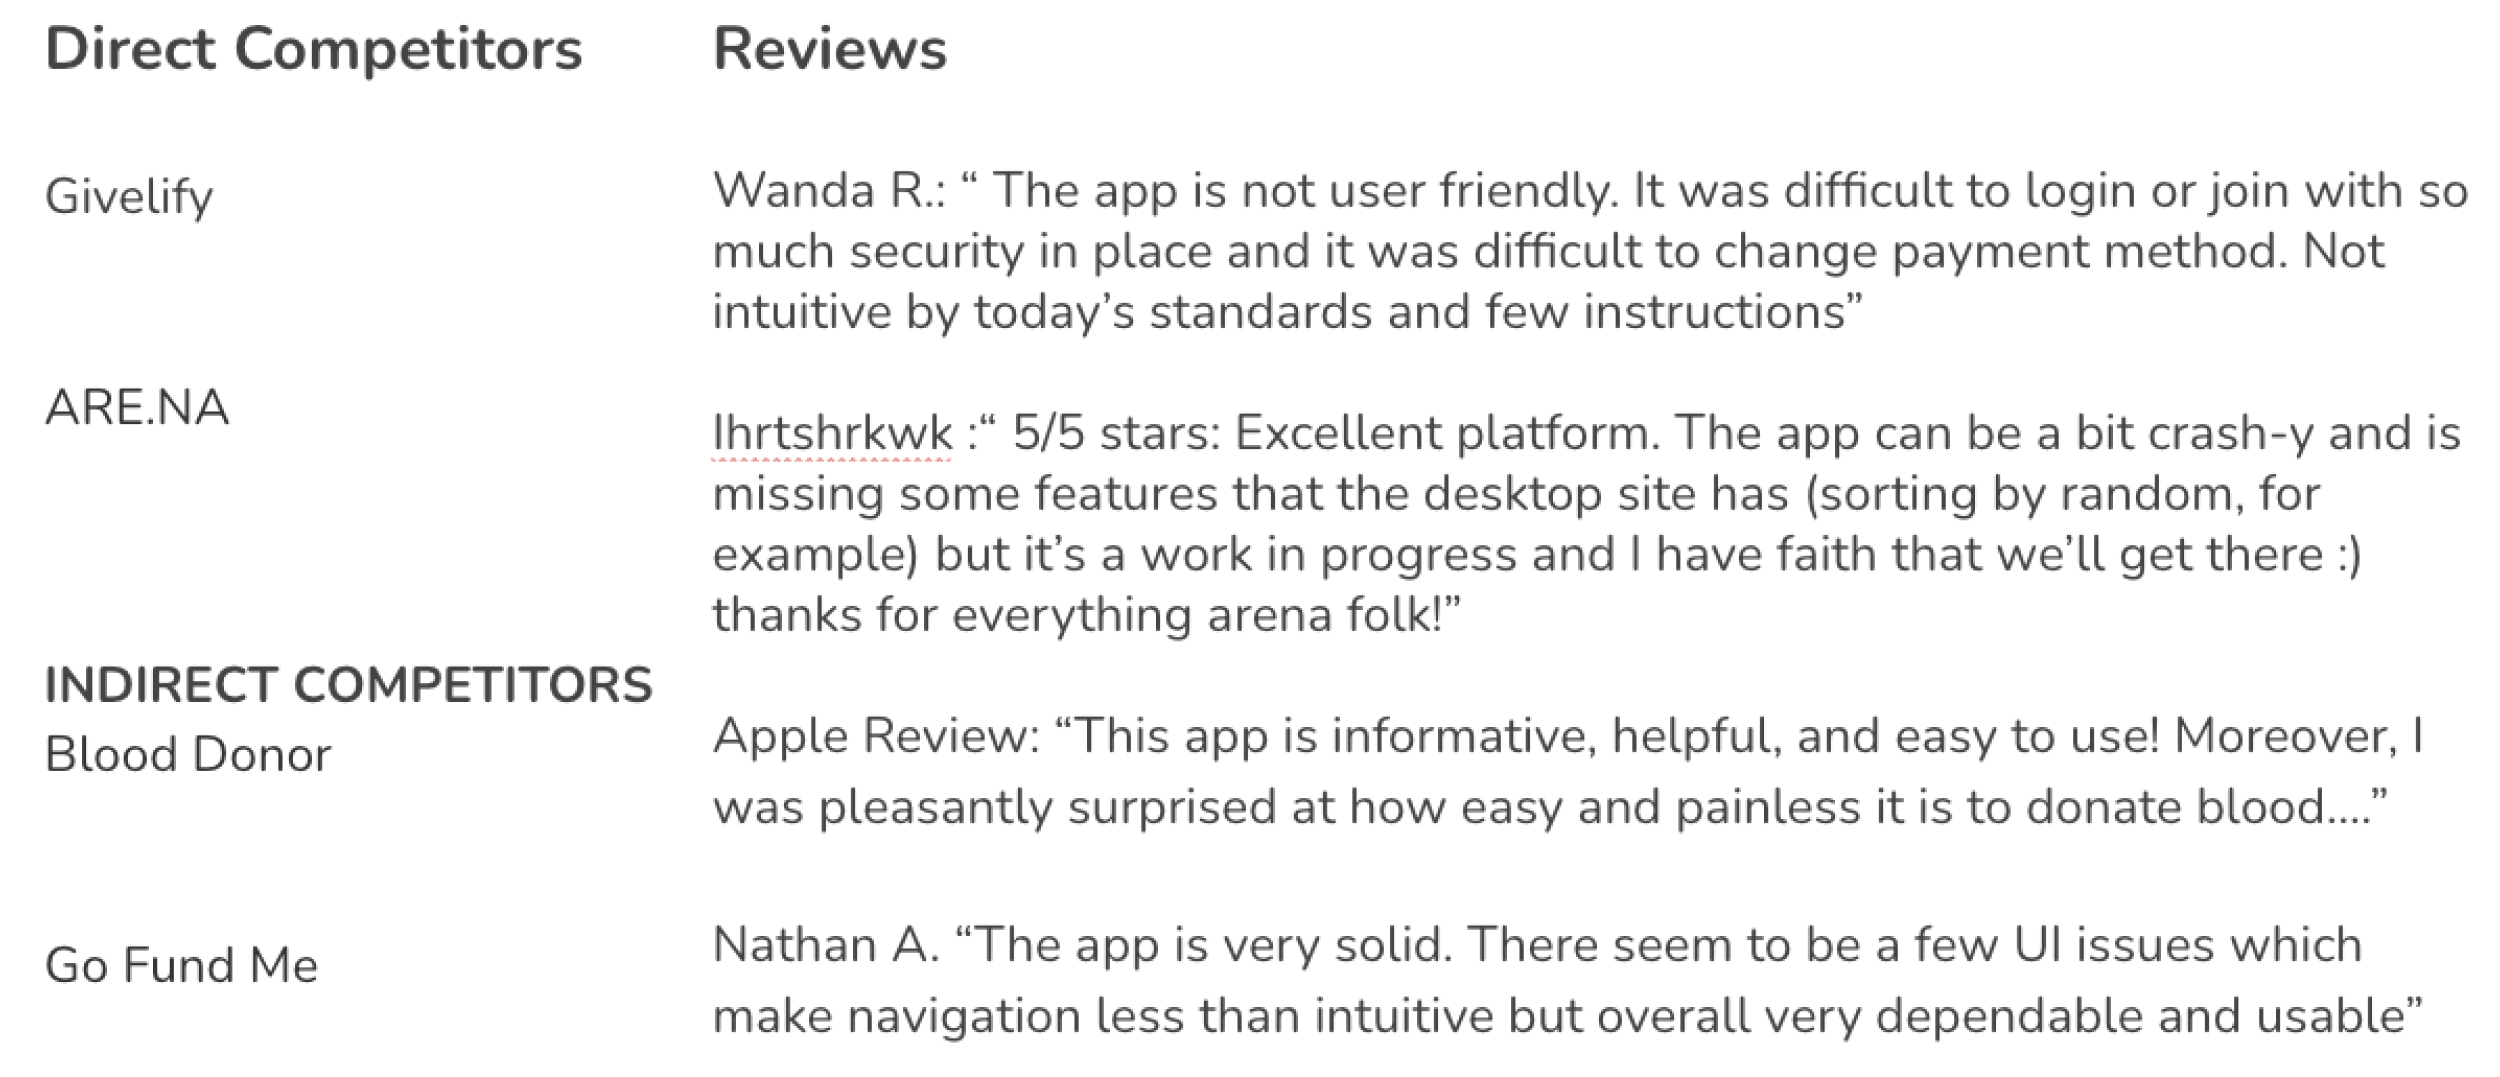 Direct Competitors
Reviews
Givelify
Wanda R.: “ The app is not user friendly. It was difficult to login or join with so
much security in place and it was difficult to change payment method. Not
intuitive by today’s standards and few instructions”
ARE.NA
Ihrtshrkwk :“ 5/5 stars: Excellent platform. The app can be a bit crash-y and is
missing some features that the desktop site has (sorting by random, for
example) but it’s a work in progress and I have faith that we’ll get there :)
thanks for everything arena folk!”
INDIRECT COMPETITORS
Blood Donor
Apple Review: “This app is informative, helpful, and easy to use! Moreover, I
was pleasantly surprised at how easy and painless it is to donate blood....”
Go Fund Me
Nathan A. “The app is very solid. There seem to be a few UI issues which
make navigation less than intuitive but overall very dependable and usable”